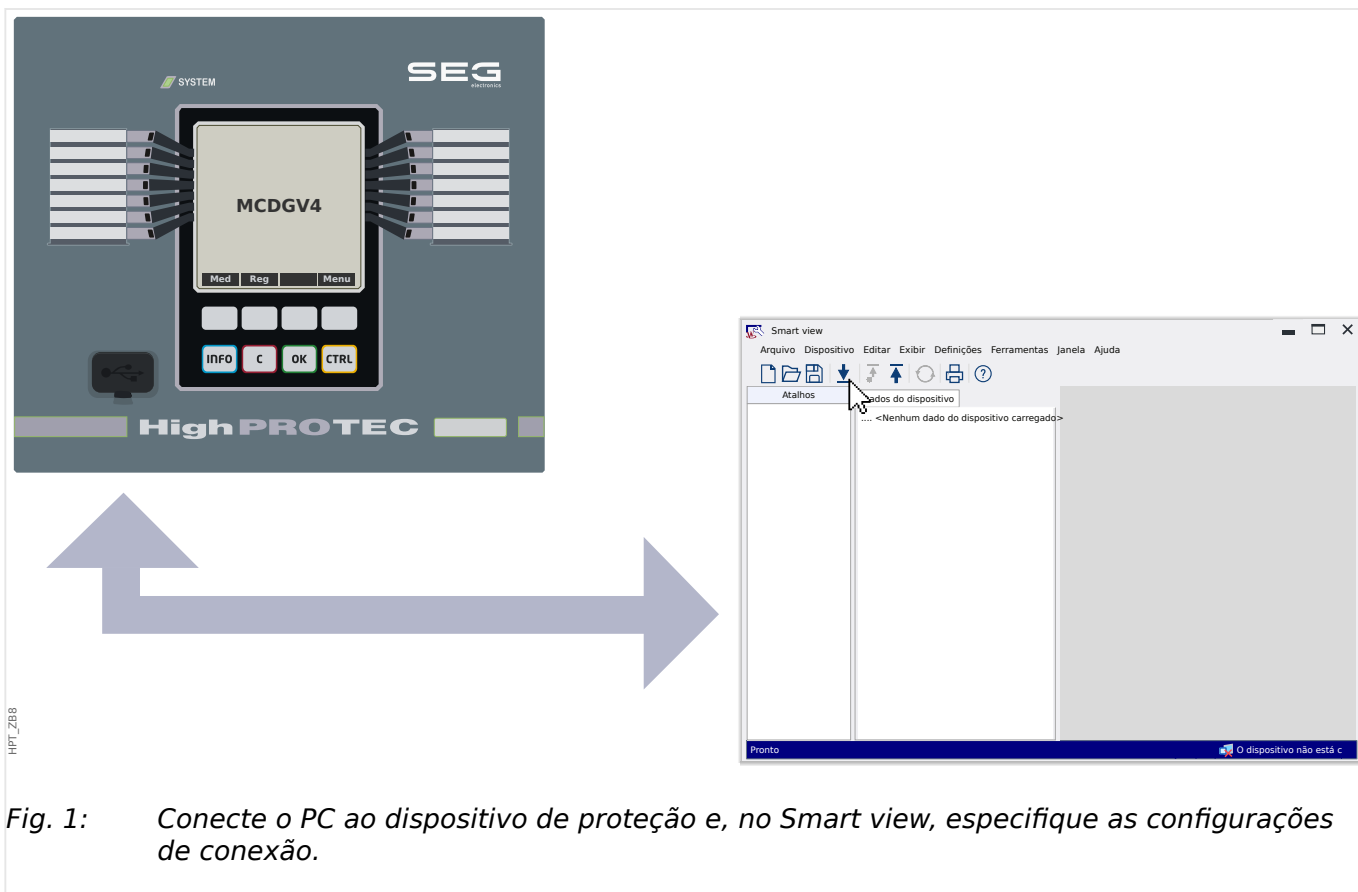 SYSTEM
SEG
electronics
MCDGV4
Med Reg Menu
INFO C OK CTRL
HighPROTEC
Smart view
Arquivo Dispositivo Editar Exibir Definições Ferramentas Janela Ajuda
Atalhos
ados do dispositivo
.... <Nenhum dado do dispositivo carregado>
Pronto
O dispositivo não está c
HPT_ZB8
Fig. 1: Conecte o PC ao dispositivo de proteção e, no Smart view, especifique as configurações
de conexão.